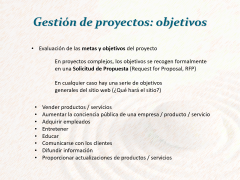 Gestión de proyectos: objetivos
• Evaluación de las metas y objetivos del proyecto
En proyectos complejos, los objetivos se recogen formalmente
en una Solicitud de Propuesta (Request for Proposal, RFP)
En cualquier caso hay una serie de objetivos
generales del sitio web (¿Qué hará el sitio?)
• Vender productos / servicios
• Aumentar la conciencia pública de una empresa / producto / servicio
• Adquirir empleados
• Entretener
• Educar
• Comunicarse con los clientes
• Difundir información
• Proporcionar actualizaciones de productos / servicios